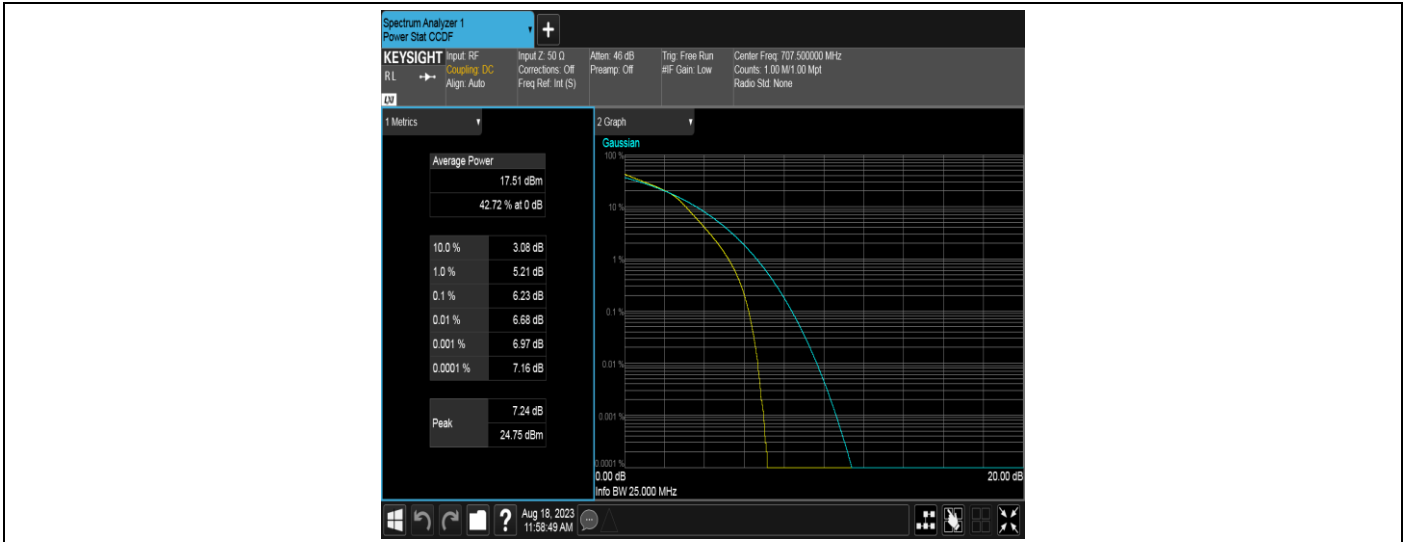 Spectrum Analyzer 1
Power Stat CCDF
KEYSIGHT
RL
LXI
Input: RF
Coupling: DC
Align: Auto
Input Z: 50 Ω
Corrections: Off
Freq Ref: Int (S)
Atten: 46 dB
Preamp: Off
Trig: Free Run
#IF Gain: Low
Center Freq: 707.500000 MHz
Counts: 1.00 M/1.00 Mpt
Radio Std: None
1 Metrics
Average Power
17.51 dBm
42.72 % at 0 dB
10.0 % 3.08 dB
1.0 % 5.21 dB
0.1 % 6.23 dB
0.01 % 6.68 dB
0.001 % 6.97 dB
0.0001 % 7.16 dB
Peak
7.24 dB
24.75 dBm
2 Graph
Gaussian
100 %
10 %
1 %
0.1 %
0.01 %
0.001 %
0.0001 %
0.00 dB 20.00 dB
Info BW 25.000 MHz
?
Aug 18, 2023
11:58:49 AM